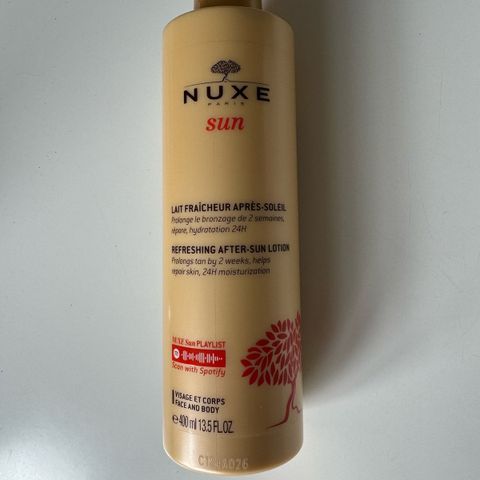 NUXE
PARIS
sun
LAIT FRAÎCHEUR APRÈS-SOLEIL
Prolonge le bronzage de 2 semaines,
répare, hydratation 24H
REFRESHING AFTER-SUN LOTION
Prolongs tan by 2 weeks, helps
repair skin, 24H moisturization
NUXE Sun PLAYLIST
Scan with Spotify
VISAGE ET CORPS
FACE AND BODY
e 400 ml 13.5 FL.OZ.